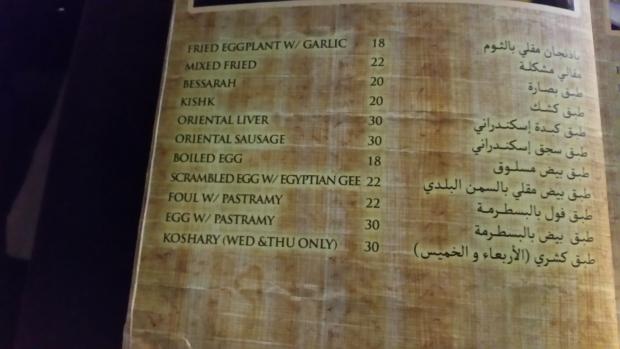 FRIED EGGPLANT W/ GARLIC 18 باذنجان مقلي بالثوم
MIXED FRIED 22 مقالي مشكلة
BESSARAH 20 طبق بصارة
KISHK 20 طبق كشك
ORIENTAL LIVER 30 طبق كبدة إسكندراني
ORIENTAL SAUSAGE 30 طبق سجق إسكندراني
BOILED EGG 18 طبق بيض مسلوق
SCRAMBLED EGG W/ EGYPTIAN GEE 22 طبق بيض مقلي بالسمن البلدي
FOUL W/ PASTRAMY 22 طبق فول بالبسطرمة
EGG W/ PASTRAMY 30 طبق بيض بالبسطرمة
KOSHARY (WED &THU ONLY) 30 طبق كشري (الأربعاء و الخميس)